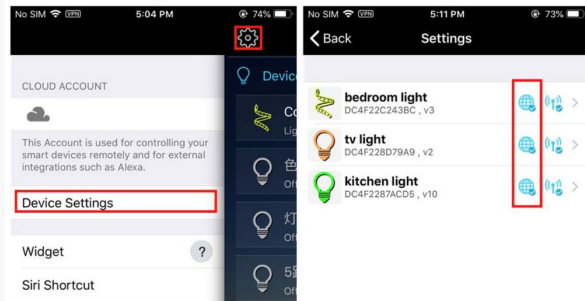 No SIM VPN 5:04 PM 74%
CLOUD ACCOUNT
This Account is used for controlling your
smart devices remotely and for external
integrations such as Alexa.
Device Settings
Widget ?
Siri Shortcut
Devic
Co
Lig
色
Off
灯
Off
5路
Off
No SIM VPN 5:11 PM 73%
Back Settings
bedroom light
DC4F22C243BC , v3
tv light
DC4F228D79A9 , v2
kitchen light
DC4F2287ACD5 , v10